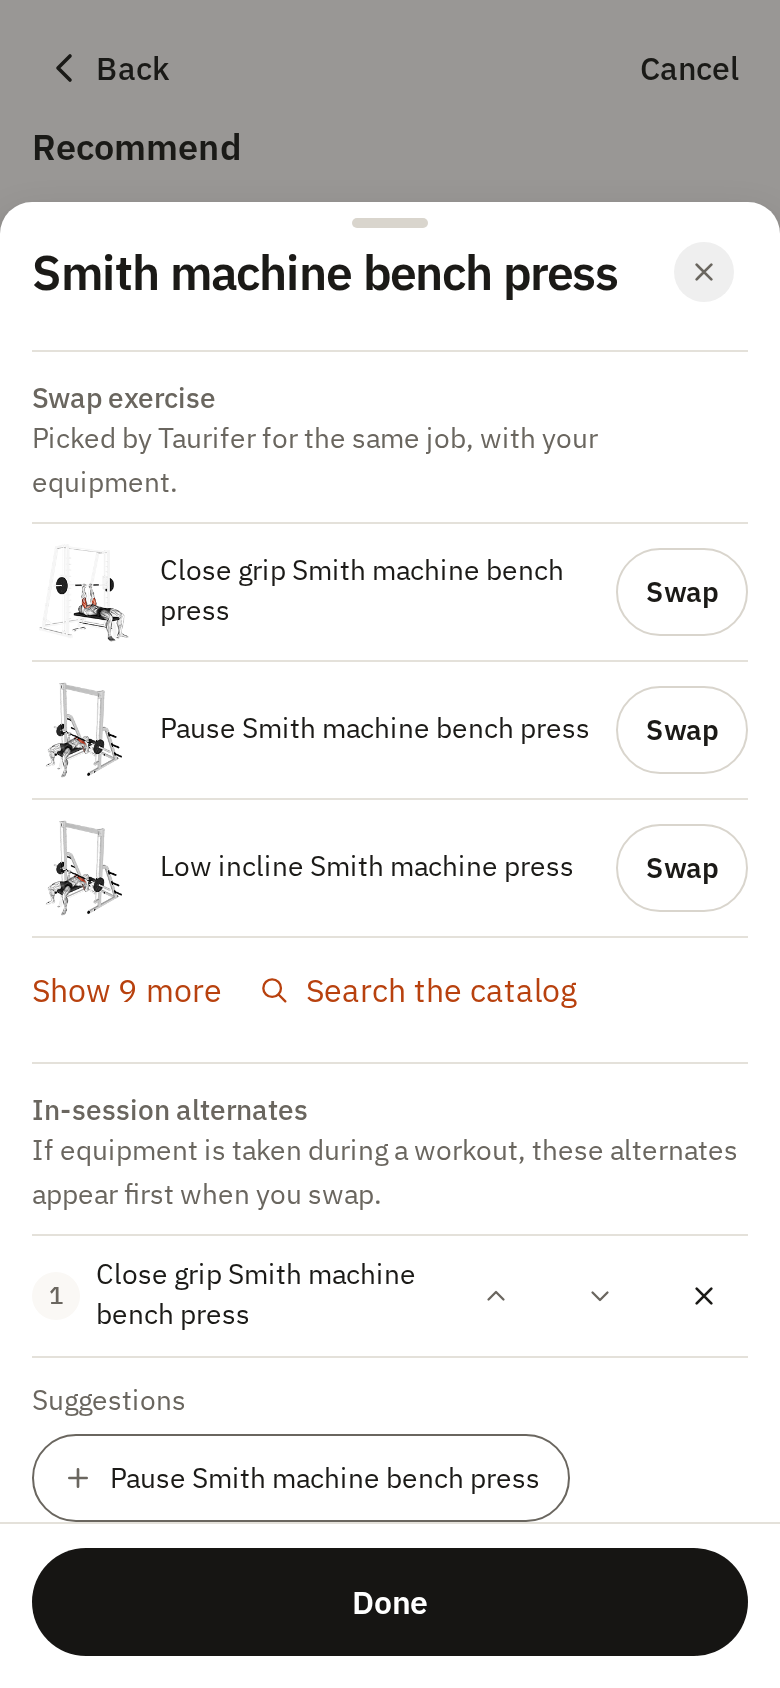 Back
Cancel
Recommend
Smith machine bench press
Swap exercise
Picked by Taurifer for the same job, with your
equipment.
Close grip Smith machine bench
press
Swap
Pause Smith machine bench press
Swap
Low incline Smith machine press
Swap
Show 9 more
Search the catalog
In-session alternates
If equipment is taken during a workout, these alternates
appear first when you swap.
1
Close grip Smith machine
bench press
Suggestions
Pause Smith machine bench press
Done